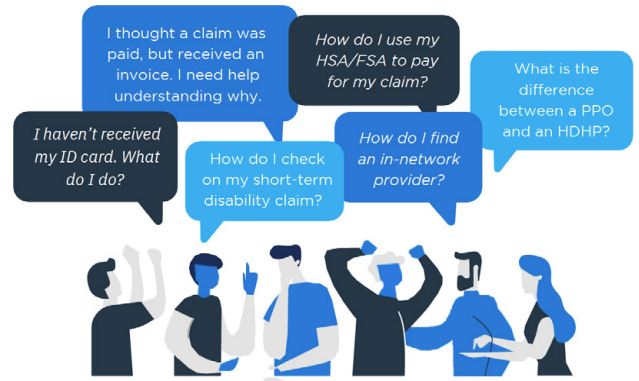 I thought a claim was
paid, but received an
invoice. I need help
understanding why.
How do I use my
HSA/FSA to pay
for my claim?
What is the
difference
between a PPO
and an HDHP?
I haven't received
my ID card. What
do I do?
How do I check
on my short-term
disability claim?
How do I find
an in-network
provider?